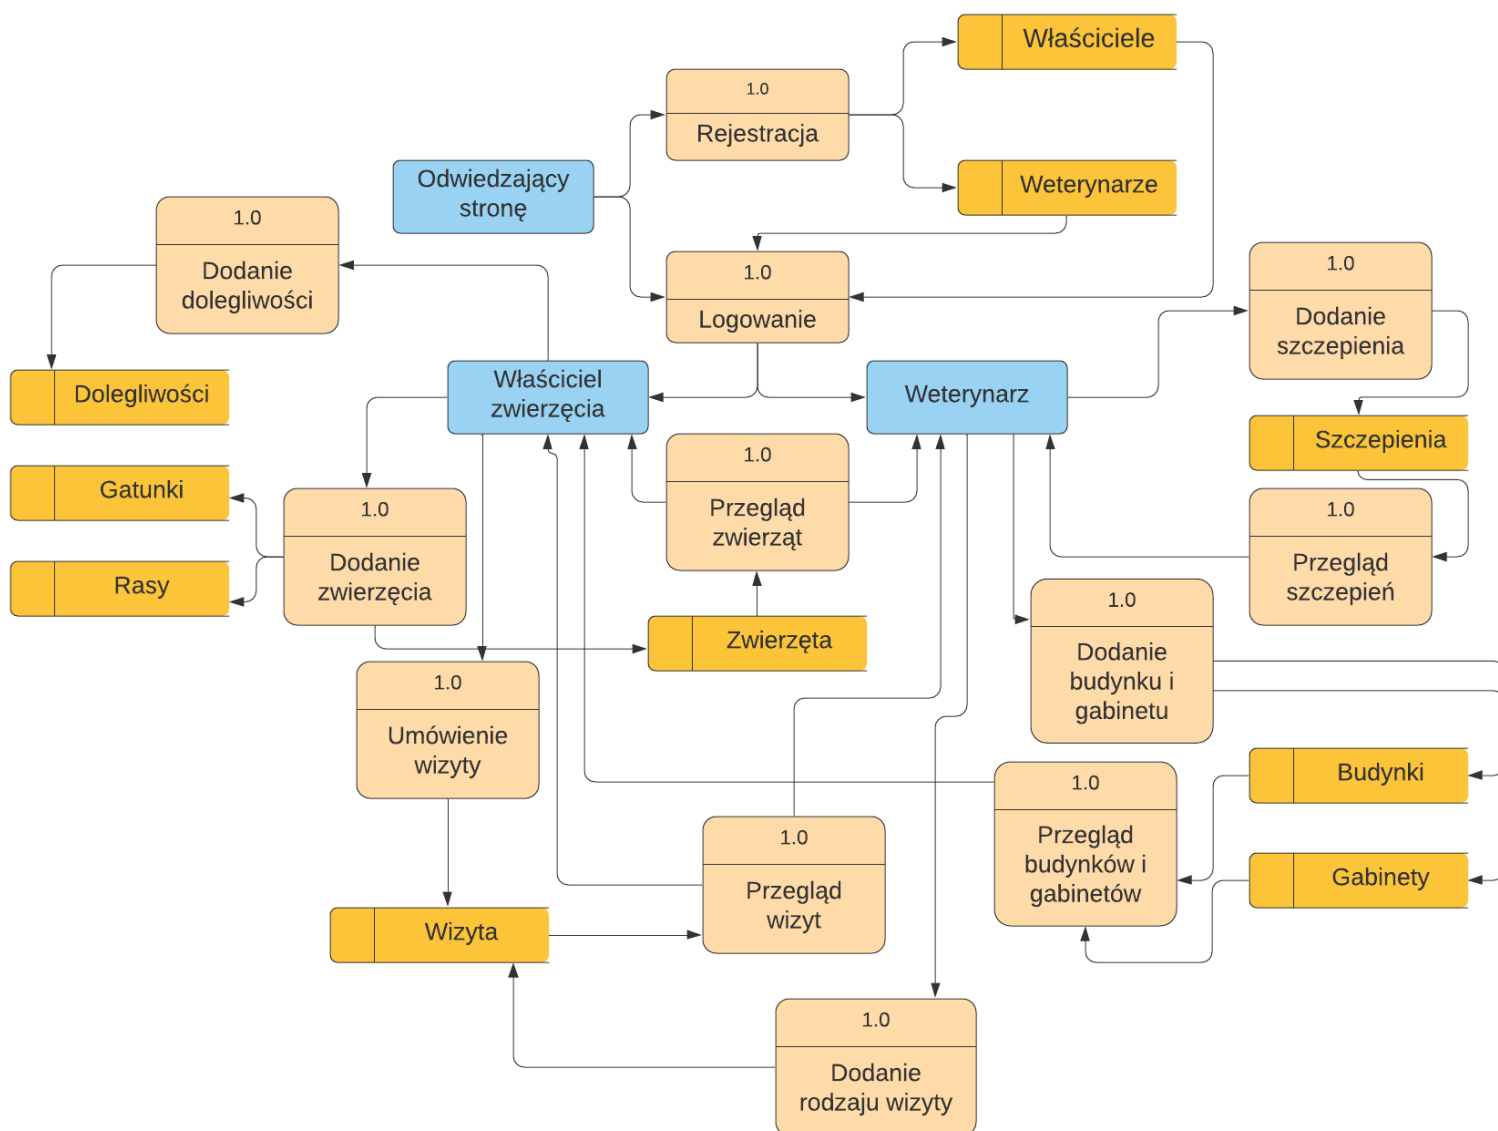 Właściciele
1.0
Rejestracja
Odwiedzający
stronę
Weterynarze
1.0
Dodanie
dolegliwości
1.0
Logowanie
1.0
Dodanie
szczepienia
Dolegliwości
Właściciel
zwierzęcia
Weterynarz
Szczepienia
Gatunki
1.0
Przegląd
zwierząt
1.0
Przegląd
szczepień
Rasy
1.0
Dodanie
zwierzęcia
Zwierzęta
1.0
Dodanie
budynku i
gabinetu
1.0
Umówienie
wizyty
Budynki
1.0
Przegląd
budynków i
gabinetów
Gabinety
1.0
Przegląd
wizyt
Wizyta
1.0
Dodanie
rodzaju wizyty